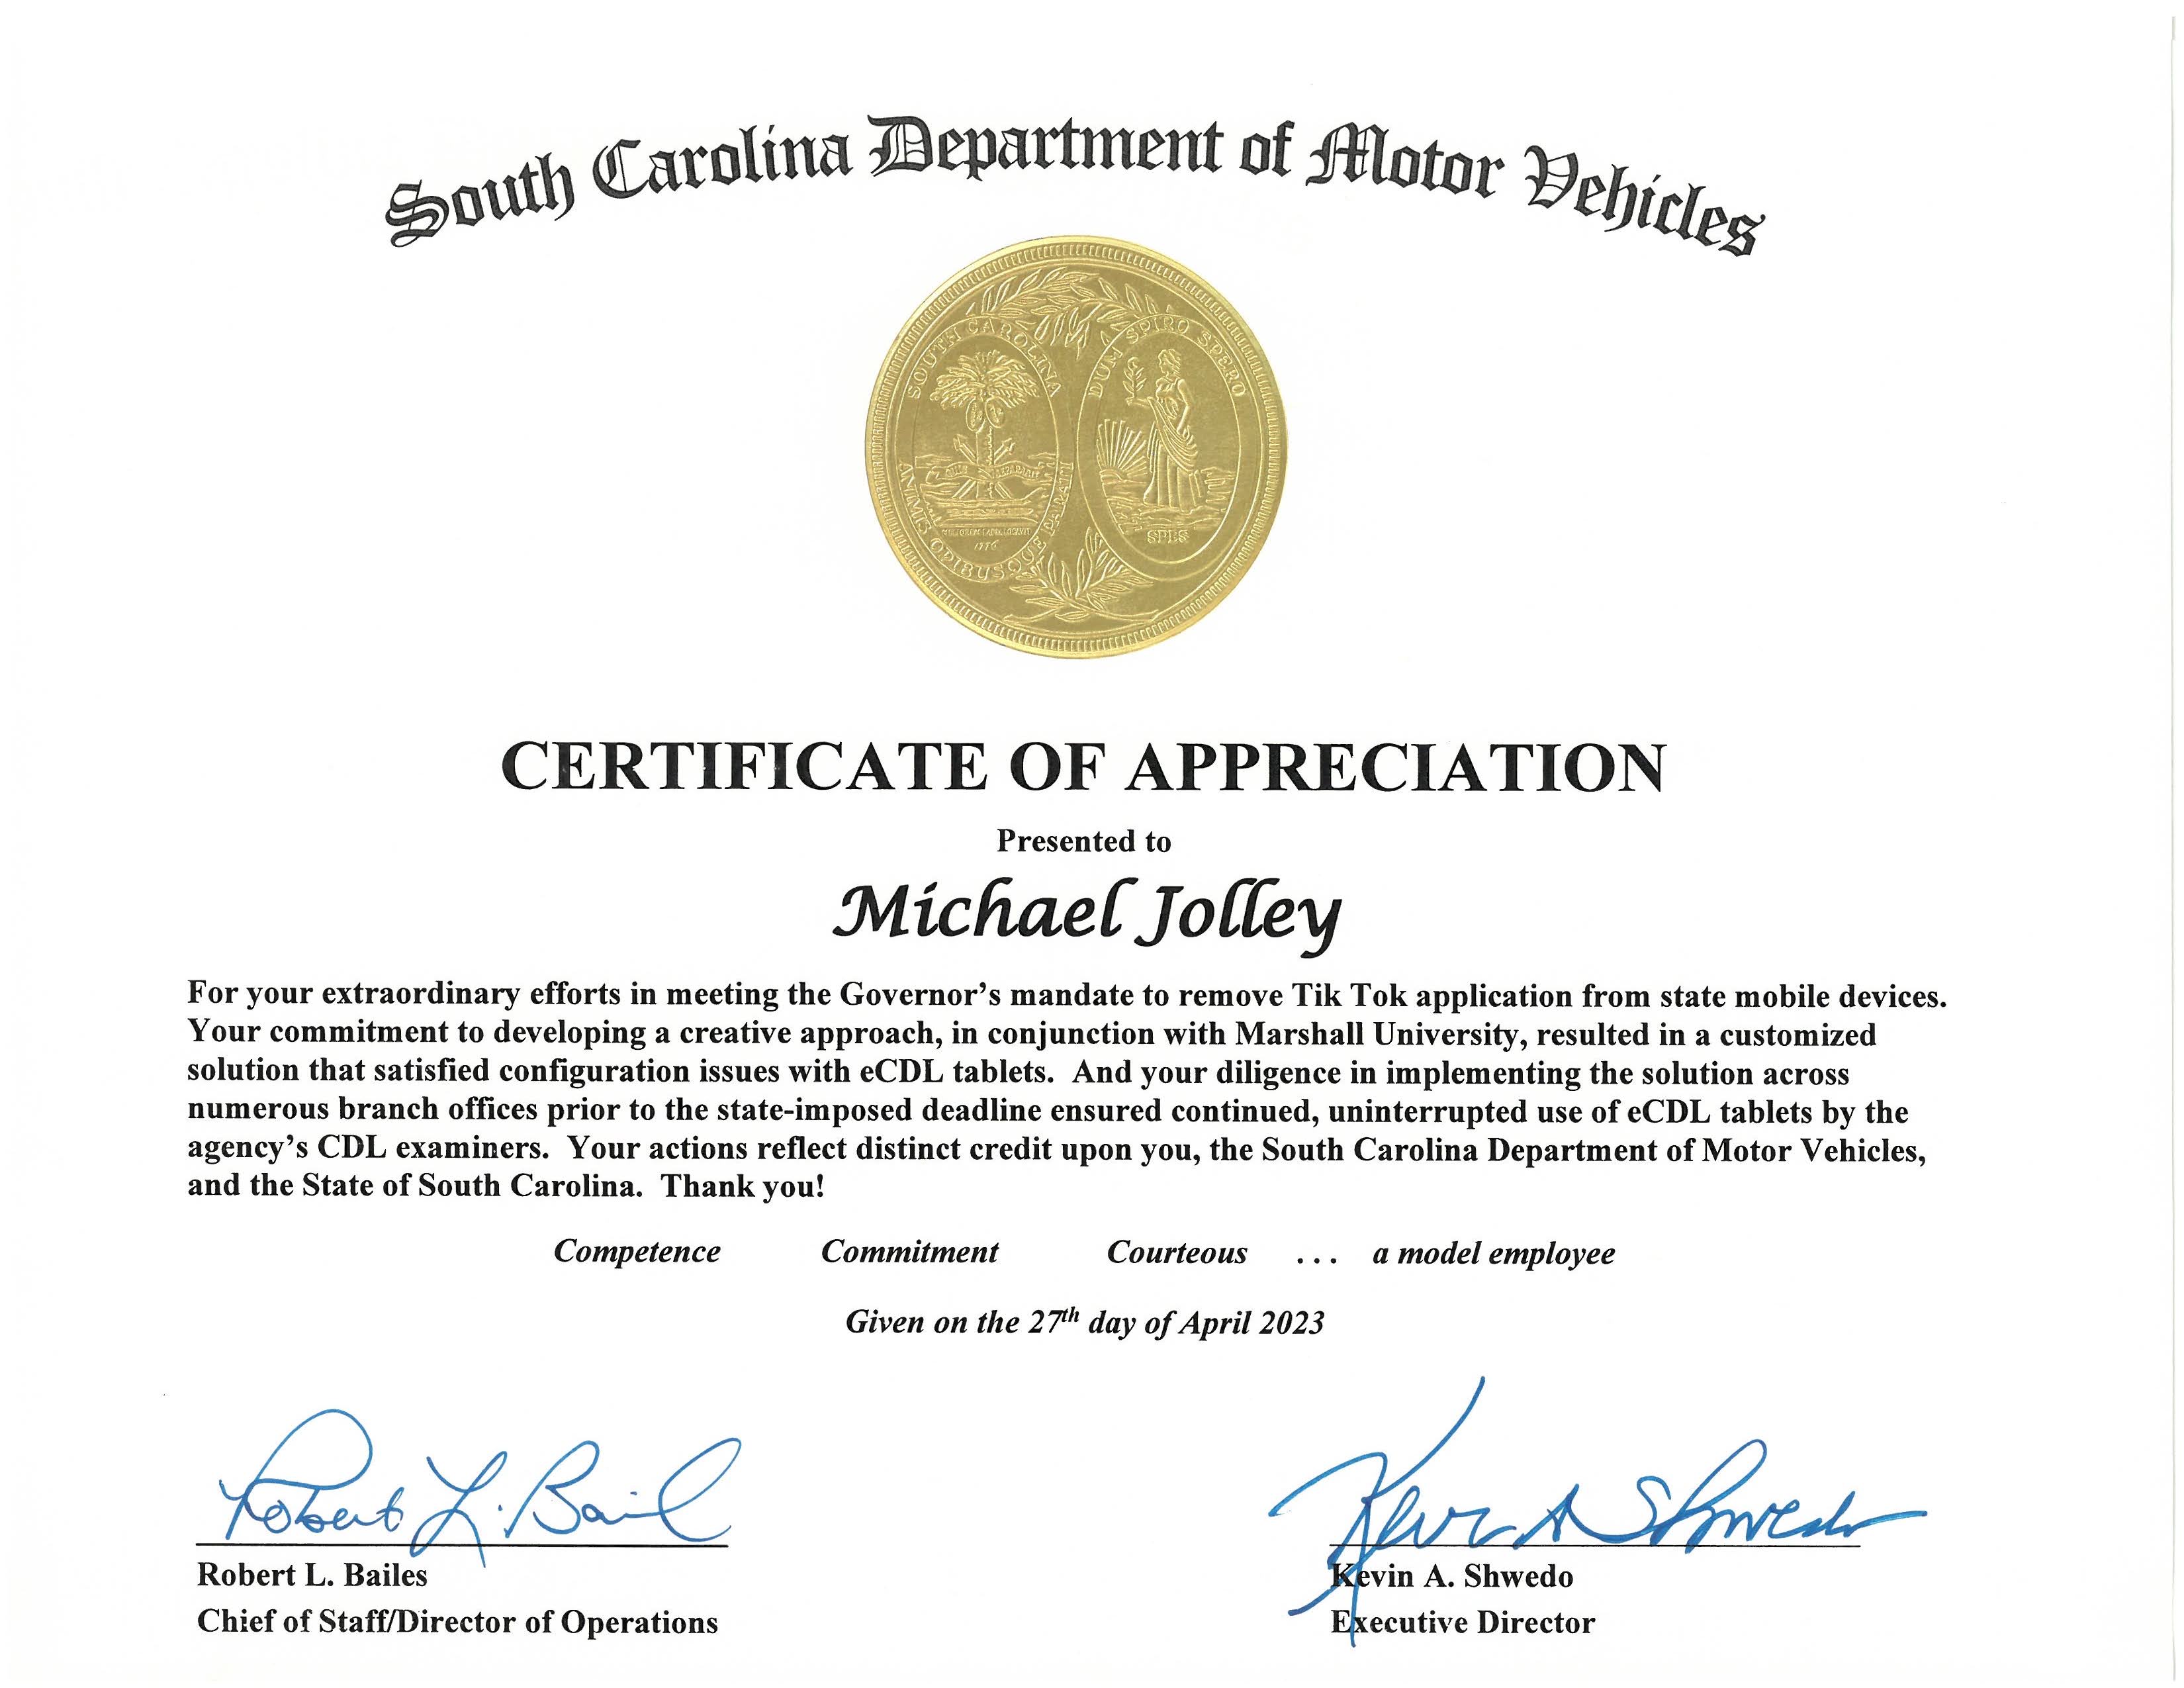 South Carolina Department of Motor Vehicles
SOUTH CAROLINA
DUM SPIRO SPERO
ANIMIS OPIBUSQUE PARATI
1776
SPES
CERTIFICATE OF APPRECIATION
Presented to
Michael Jolley
For your extraordinary efforts in meeting the Governor's mandate to remove Tik Tok application from state mobile devices.
Your commitment to developing a creative approach, in conjunction with Marshall University, resulted in a customized
solution that satisfied configuration issues with eCDL tablets. And your diligence in implementing the solution across
numerous branch offices prior to the state-imposed deadline ensured continued, uninterrupted use of eCDL tablets by the
agency's CDL examiners. Your actions reflect distinct credit upon you, the South Carolina Department of Motor Vehicles,
and the State of South Carolina. Thank you!
Competence Commitment Courteous ... a model employee
Given on the 27th day of April 2023
Robert L. Bailes
Kevin A Shwedo
Robert L. Bailes
Kevin A. Shwedo
Chief of Staff/Director of Operations
Executive Director